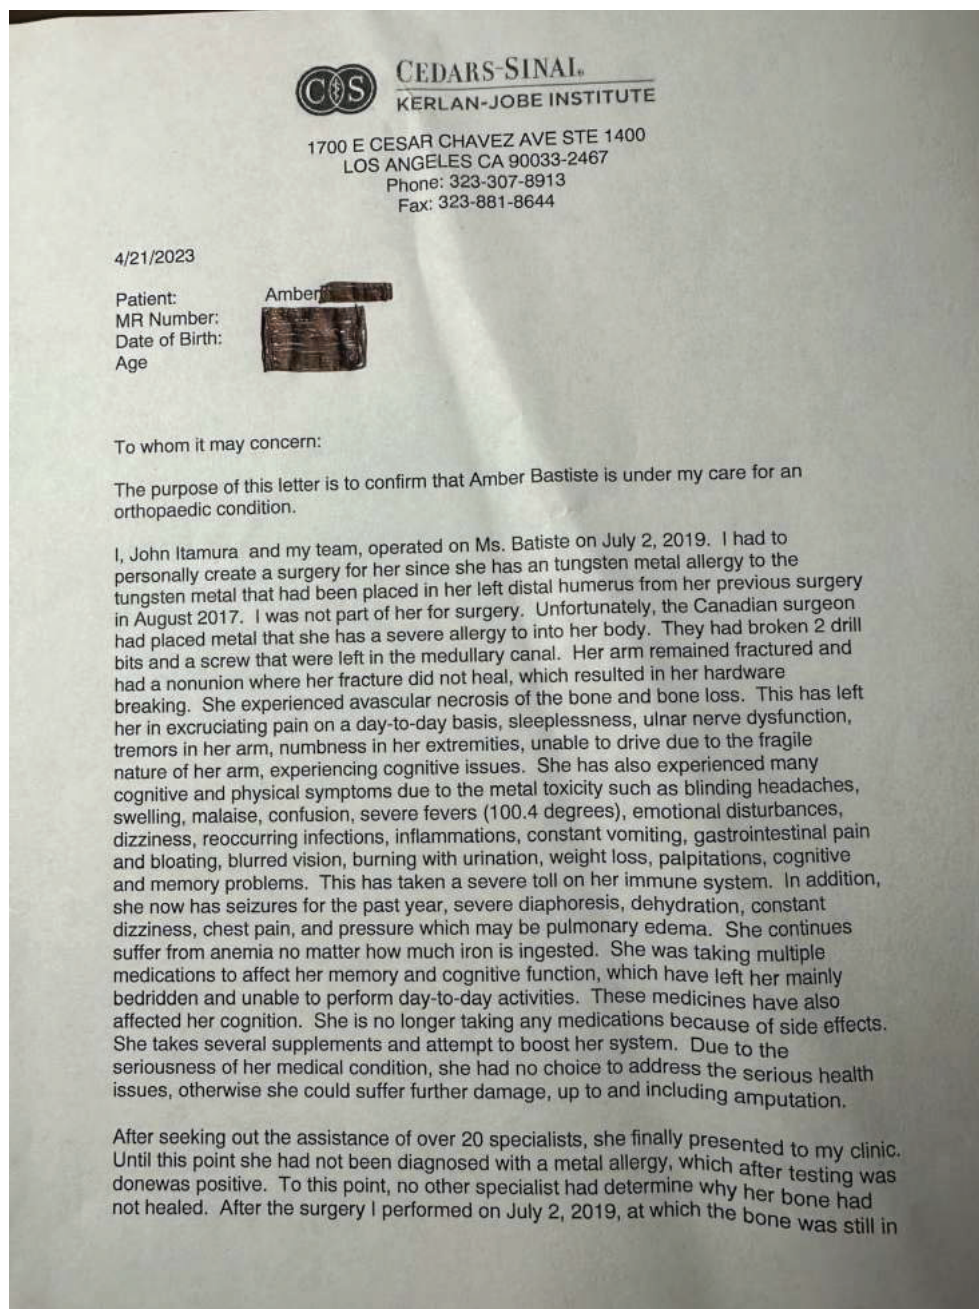 CS
CEDARS-SINAI®
KERLAN-JOBE INSTITUTE
1700 E CESAR CHAVEZ AVE STE 1400
LOS ANGELES CA 90033-2467
Phone: 323-307-8913
Fax: 323-881-8644
4/21/2023
Patient: Amber
MR Number:
Date of Birth:
Age
To whom it may concern:
The purpose of this letter is to confirm that Amber Bastiste is under my care for an
orthopaedic condition.
I, John Itamura and my team, operated on Ms. Batiste on July 2, 2019. I had to
personally create a surgery for her since she has an tungsten metal allergy to the
tungsten metal that had been placed in her left distal humerus from her previous surgery
in August 2017. I was not part of her for surgery. Unfortunately, the Canadian surgeon
had placed metal that she has a severe allergy to into her body. They had broken 2 drill
bits and a screw that were left in the medullary canal. Her arm remained fractured and
had a nonunion where her fracture did not heal, which resulted in her hardware
breaking. She experienced avascular necrosis of the bone and bone loss. This has left
her in excruciating pain on a day-to-day basis, sleeplessness, ulnar nerve dysfunction,
tremors in her arm, numbness in her extremities, unable to drive due to the fragile
nature of her arm, experiencing cognitive issues. She has also experienced many
cognitive and physical symptoms due to the metal toxicity such as blinding headaches,
swelling, malaise, confusion, severe fevers (100.4 degrees), emotional disturbances,
dizziness, reoccurring infections, inflammations, constant vomiting, gastrointestinal pain
and bloating, blurred vision, burning with urination, weight loss, palpitations, cognitive
and memory problems. This has taken a severe toll on her immune system. In addition,
she now has seizures for the past year, severe diaphoresis, dehydration, constant
dizziness, chest pain, and pressure which may be pulmonary edema. She continues
suffer from anemia no matter how much iron is ingested. She was taking multiple
medications to affect her memory and cognitive function, which have left her mainly
bedridden and unable to perform day-to-day activities. These medicines have also
affected her cognition. She is no longer taking any medications because of side effects.
She takes several supplements and attempt to boost her system. Due to the
seriousness of her medical condition, she had no choice to address the serious health
issues, otherwise she could suffer further damage, up to and including amputation.
After seeking out the assistance of over 20 specialists, she finally presented to my clinic.
Until this point she had not been diagnosed with a metal allergy, which after testing was
donewas positive. To this point, no other specialist had determine why her bone had
not healed. After the surgery I performed on July 2, 2019, at which the bone was still in